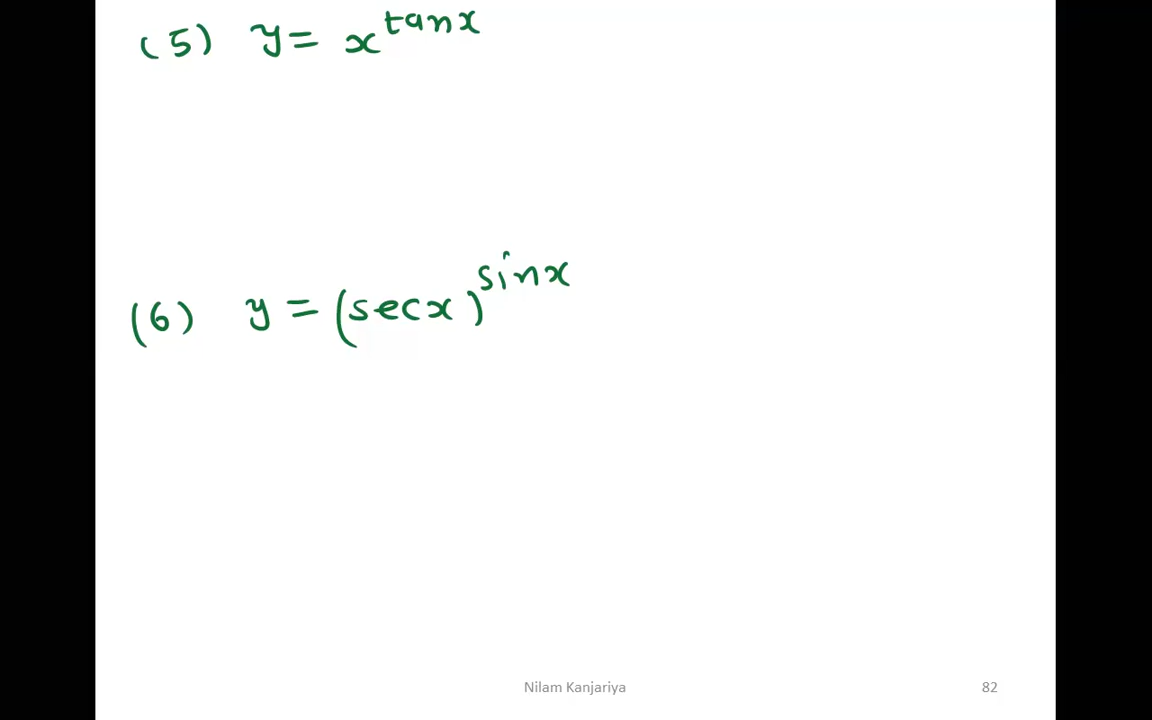 (5) y = x^tanx
(6) y = (secx)^sinx
Nilam Kanjariya 82